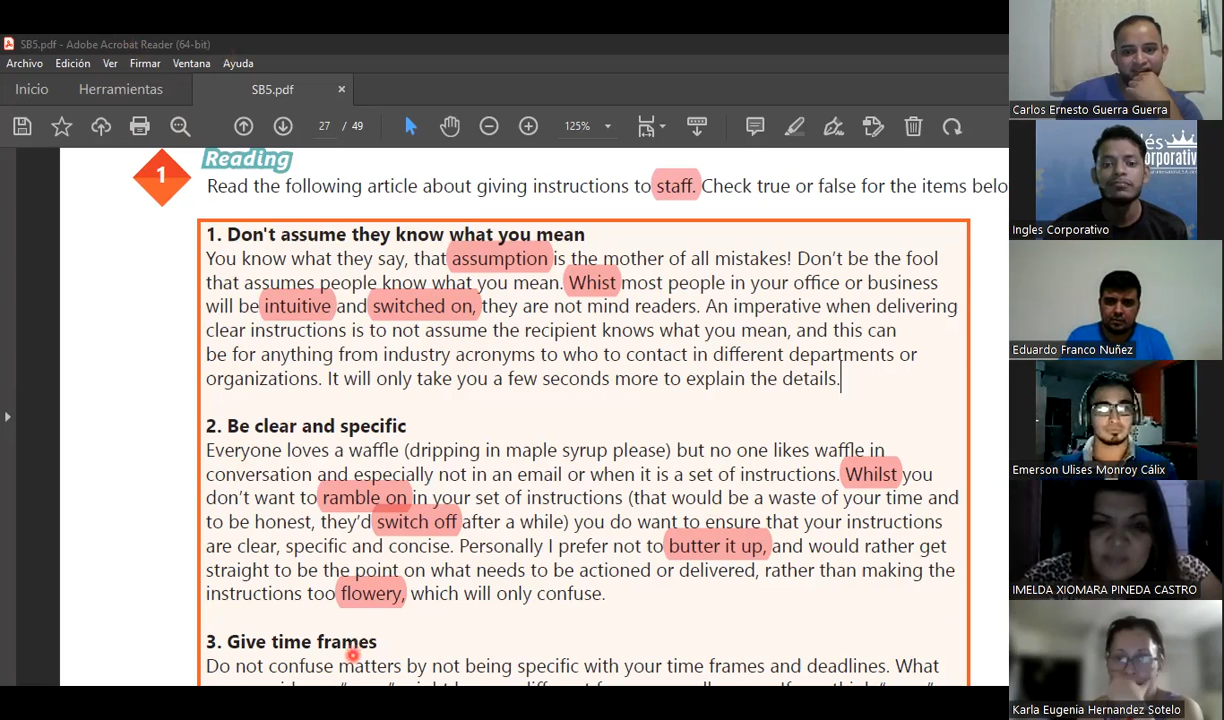 SB5.pdf - Adobe Acrobat Reader (64-bit)
Archivo Edición Ver Firmar Ventana Ayuda
Inicio Herramientas SB5.pdf ×
27 / 49 125%
Reading
1
Read the following article about giving instructions to staff. Check true or false for the items belo
1. Don't assume they know what you mean
You know what they say, that assumption is the mother of all mistakes! Don't be the fool
that assumes people know what you mean. Whist most people in your office or business
will be intuitive and switched on, they are not mind readers. An imperative when delivering
clear instructions is to not assume the recipient knows what you mean, and this can
be for anything from industry acronyms to who to contact in different departments or
organizations. It will only take you a few seconds more to explain the details.
2. Be clear and specific
Everyone loves a waffle (dripping in maple syrup please) but no one likes waffle in
conversation and especially not in an email or when it is a set of instructions. Whilst you
don't want to ramble on in your set of instructions (that would be a waste of your time and
to be honest, they'd switch off after a while) you do want to ensure that your instructions
are clear, specific and concise. Personally I prefer not to butter it up, and would rather get
straight to be the point on what needs to be actioned or delivered, rather than making the
instructions too flowery, which will only confuse.
3. Give time frames
Do not confuse matters by not being specific with your time frames and deadlines. What
Carlos Ernesto Guerra Guerra
Ingles Corporativo
Eduardo Franco Nuñez
Emerson Ulises Monroy Cálix
IMELDA XIOMARA PINEDA CASTRO
Karla Eugenia Hernandez Sotelo